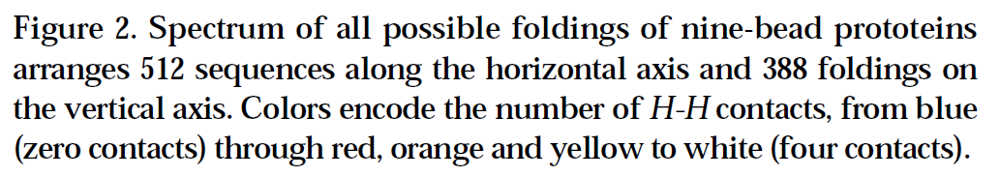 Figure 2. Spectrum of all possible foldings of nine-bead prototeins
arranges 512 sequences along the horizontal axis and 388 foldings on
the vertical axis. Colors encode the number of H-H contacts, from blue
(zero contacts) through red, orange and yellow to white (four contacts).